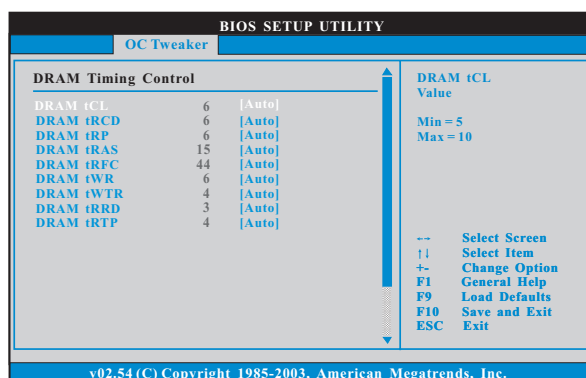 BIOS SETUP UTILITY
OC Tweaker
DRAM Timing Control
DRAM tCL 6 [Auto]
DRAM tRCD 6 [Auto]
DRAM tRP 6 [Auto]
DRAM tRAS 15 [Auto]
DRAM tRFC 44 [Auto]
DRAM tWR 6 [Auto]
DRAM tWTR 4 [Auto]
DRAM tRRD 3 [Auto]
DRAM tRTP 4 [Auto]
DRAM tCL
Value
Min = 5
Max = 10
←→ Select Screen
↑↓ Select Item
+- Change Option
F1 General Help
F9 Load Defaults
F10 Save and Exit
ESC Exit
v02.54 (C) Copyright 1985-2003, American Megatrends, Inc.